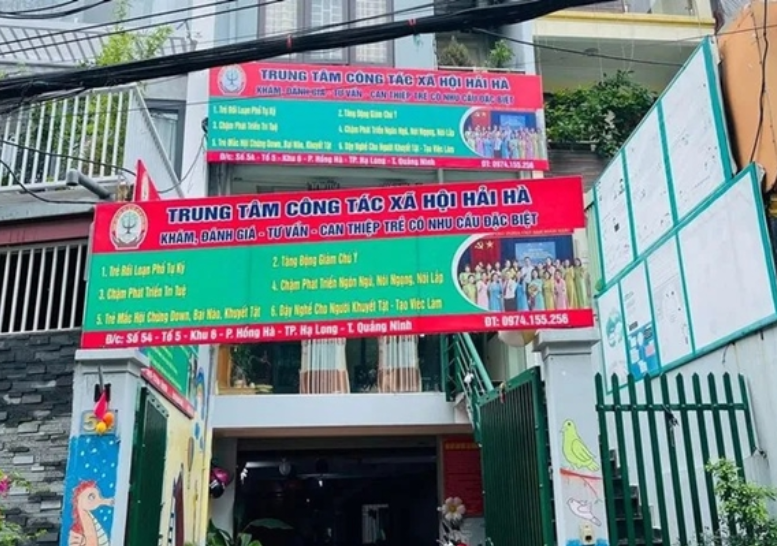 TRUNG TÂM CÔNG TÁC XÃ HỘI HẢI HÀ
KHÁM, ĐÁNH GIÁ - TƯ VẤN - CAN THIỆP TRẺ CÓ NHU CẦU ĐẶC BIỆT
1. Trẻ Rối Loạn Phổ Tự Kỷ
2. Tăng Động Giảm Chú Ý
3. Chậm Phát Triển Trí Tuệ
4. Chậm Phát Triển Ngôn Ngữ, Nói Ngọng, Nói Lắp
5. Trẻ Mắc Hội Chứng Down, Bại Não, Khuyết Tật
6. Dạy Nghề Cho Người Khuyết Tật - Tạo Việc Làm
Đ/c: Số 54 - Tổ 5 - Khu 6 - P. Hồng Hà - TP. Hạ Long - T. Quảng Ninh
ĐT: 0974.155.256
TRUNG TÂM CÔNG TÁC XÃ HỘI HẢI HÀ
KHÁM, ĐÁNH GIÁ - TƯ VẤN - CAN THIỆP TRẺ CÓ NHU CẦU ĐẶC BIỆT
1. Trẻ Rối Loạn Phổ Tự Kỷ
2. Tăng Động Giảm Chú Ý
3. Chậm Phát Triển Trí Tuệ
4. Chậm Phát Triển Ngôn Ngữ, Nói Ngọng, Nói Lắp
5. Trẻ Mắc Hội Chứng Down, Bại Não, Khuyết Tật
6. Dạy Nghề Cho Người Khuyết Tật - Tạo Việc Làm
Đ/c: Số 54 - Tổ 5 - Khu 6 - P. Hồng Hà - TP. Hạ Long - T. Quảng Ninh
ĐT: 0974.155.256